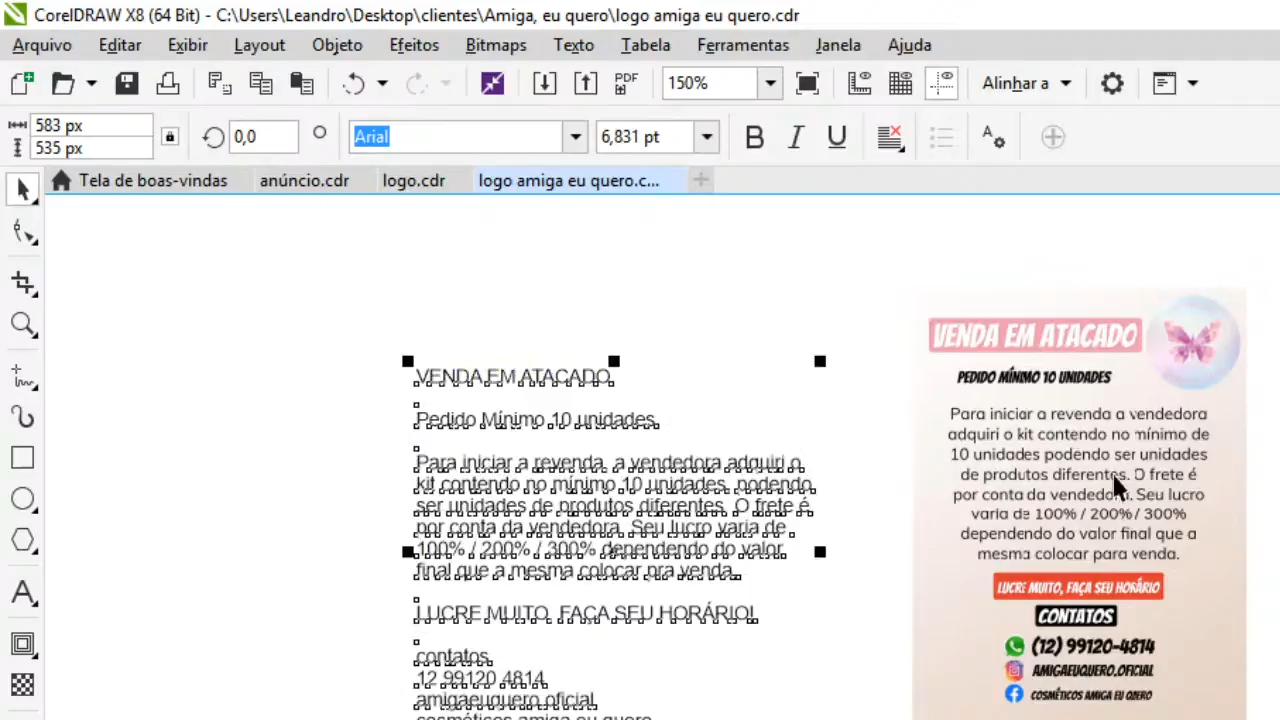 CorelDRAW X8 (64 Bit) - C:\Users\Leandro\Desktop\clientes\Amiga, eu quero\logo amiga eu quero.cdr
Arquivo Editar Exibir Layout Objeto Efeitos Bitmaps Texto Tabela Ferramentas Janela Ajuda
PDF 150% Alinhar a
583 px
535 px
0,0 Arial 6,831 pt B I U
Tela de boas-vindas anúncio.cdr logo.cdr logo amiga eu quero.c...
VENDA EM ATACADO
Pedido Mínimo 10 unidades
Para iniciar a revenda a vendedora adquiri o
kit contendo no mínimo 10 unidades podendo
ser unidades de produtos diferentes. O frete é
por conta da vendedora. Seu lucro varia de
100% / 200% / 300% dependendo do valor
final que a mesma colocar pra venda.
LUCRE MUITO, FAÇA SEU HORÁRIO!
contatos
12 99120 4814
amigaeuquero.oficial
cosméticos amiga eu quero
VENDA EM ATACADO
PEDIDO MÍNIMO 10 UNIDADES
Para iniciar a revenda a vendedora
adquiri o kit contendo no mínimo de
10 unidades podendo ser unidades
de produtos diferentes. O frete é
por conta da vendedora. Seu lucro
varia de 100% / 200% / 300%
dependendo do valor final que a
mesma colocar para venda.
LUCRE MUITO, FAÇA SEU HORÁRIO
CONTATOS
(12) 99120-4814
AMIGAEUQUERO.OFICIAL
COSMÉTICOS AMIGA EU QUERO